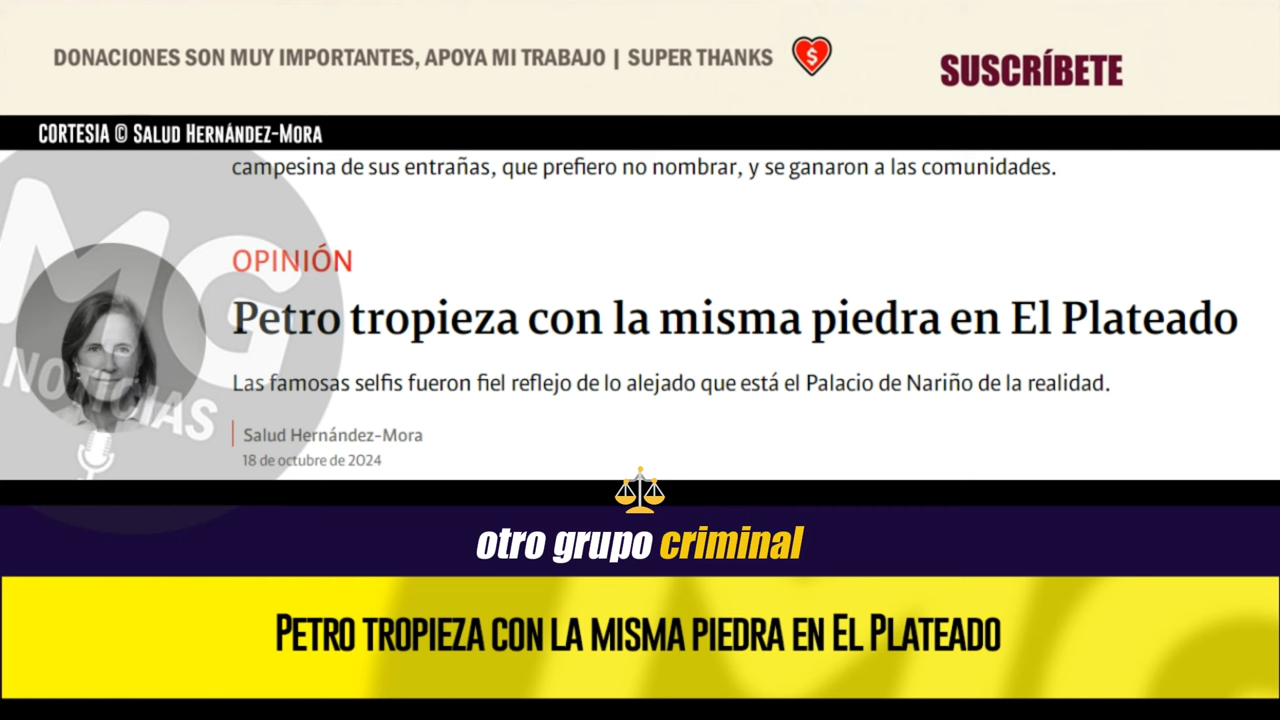 DONACIONES SON MUY IMPORTANTES, APOYA MI TRABAJO | SUPER THANKS $
SUSCRÍBETE
CORTESIA © SALUD HERNÁNDEZ-MORA
campesina de sus entrañas, que prefiero no nombrar, y se ganaron a las comunidades.
OPINIÓN
Petro tropieza con la misma piedra en El Plateado
Las famosas selfis fueron fiel reflejo de lo alejado que está el Palacio de Nariño de la realidad.
Salud Hernández-Mora
18 de octubre de 2024
MG
NOTICIAS
otro grupo criminal
PETRO TROPIEZA CON LA MISMA PIEDRA EN EL PLATEADO